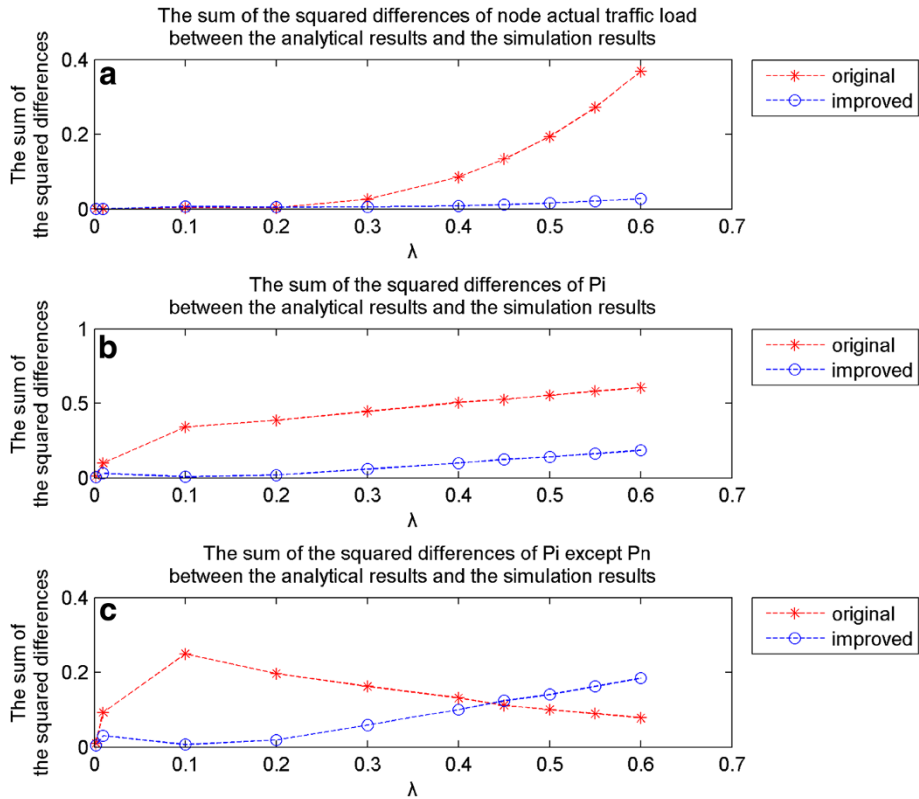 The sum of the squared differences of node actual traffic load
between the analytical results and the simulation results
a
The sum of
the squared differences
0.4
0.2
0
0 0.1 0.2 0.3 0.4 0.5 0.6 0.7
λ
original
improved
The sum of the squared differences of Pi
between the analytical results and the simulation results
b
The sum of
the squared differences
1
0.5
0
0 0.1 0.2 0.3 0.4 0.5 0.6 0.7
λ
original
improved
The sum of the squared differences of Pi except Pn
between the analytical results and the simulation results
c
The sum of
the squared differences
0.4
0.2
0
0 0.1 0.2 0.3 0.4 0.5 0.6 0.7
λ
original
improved